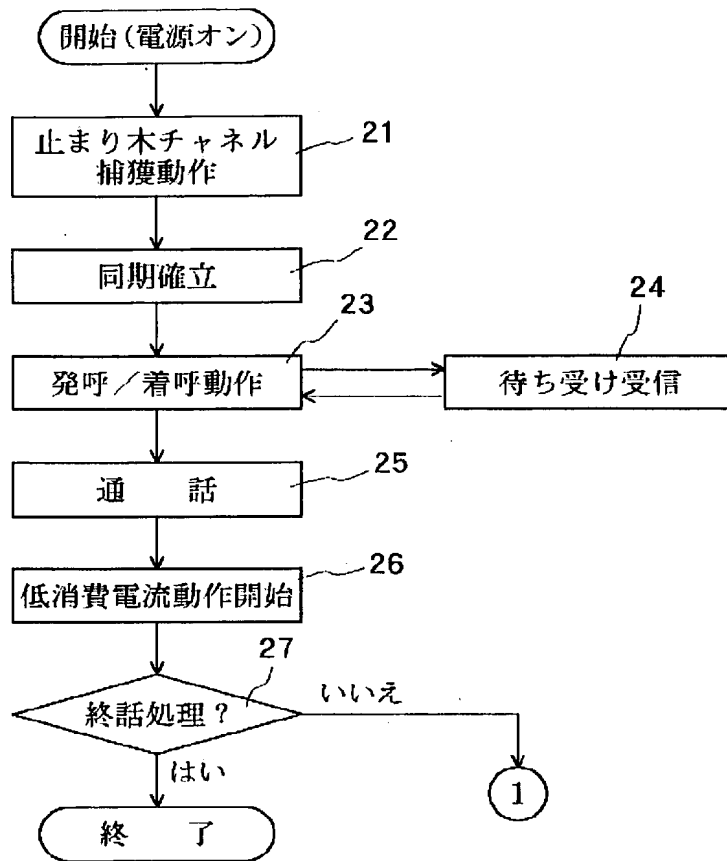 開始(電源オン)
止まり木チャネル
捕獲動作
21
同期確立
22
発呼/着呼動作
23
待ち受け受信
24
通 話
25
低消費電流動作開始
26
終話処理?
27
いいえ
はい
1
終 了